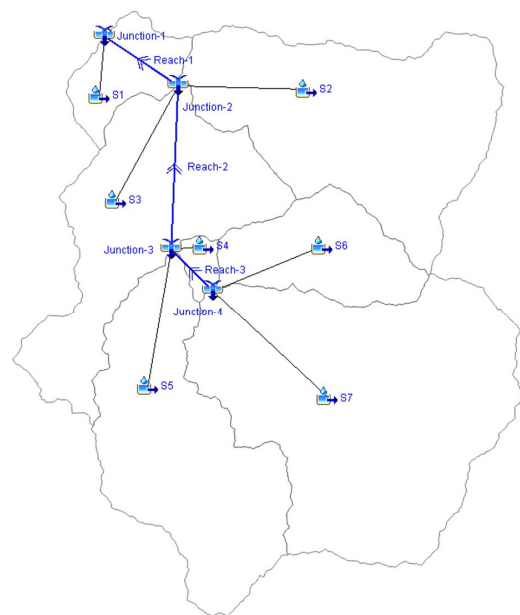 Junction-1
Reach-1
S1
S2
Junction-2
Reach-2
S3
Junction-3
S4
S6
Reach-3
Junction-4
S5
S7